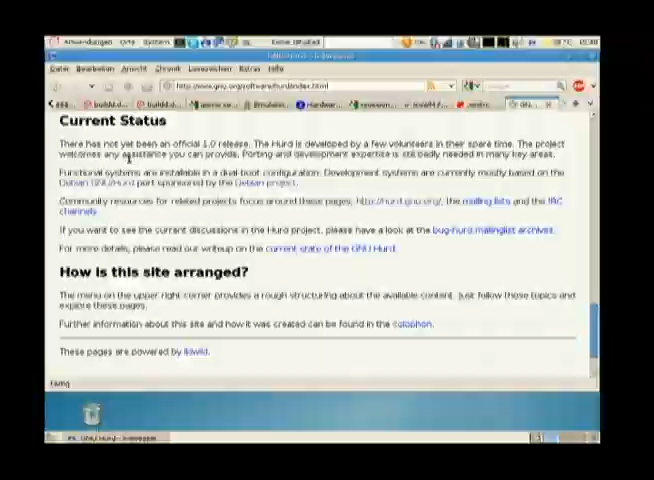 Anwendungen Orte System
Datei Bearbeiten Ansicht Chronik Lesezeichen Extras Hilfe
http://www.gnu.org/software/hurd/index.html
Current Status
There has not yet been an official 1.0 release. The Hurd is developed by a few volunteers in their spare time. The project
welcomes any assistance you can provide. Porting and development expertise is still badly needed in many key areas.
Functional systems are installable in a dual-boot configuration. Development systems are currently mostly based on the
Debian GNU/Hurd port sponsored by the Debian project.
Community resources for related projects focus around these pages, http://hurd.gnu.org/, the mailing lists and the IRC
channels.
If you want to see the current discussions in the Hurd project, please have a look at the bug-hurd mailinglist archives.
For more details, please read our writeup on the current state of the GNU Hurd.
How is this site arranged?
The menu on the upper right corner provides a rough structuring about the available content. Just follow those topics and
explore these pages.
Further information about this site and how it was created can be found in the colophon.
These pages are powered by ikiwiki.
Fertig